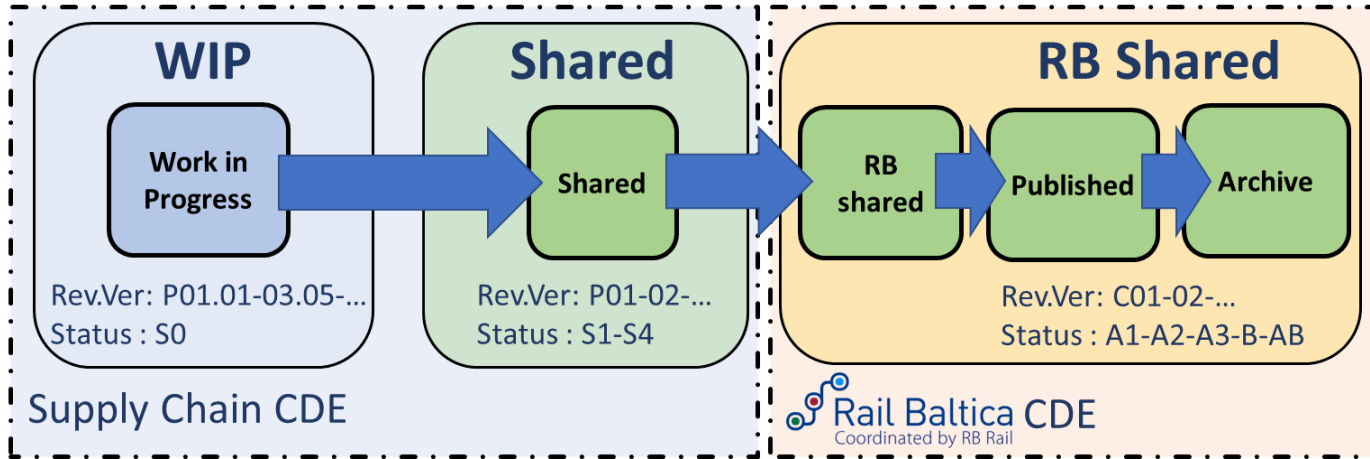 WIP
Work in
Progress
Rev.Ver: P01.01-03.05-...
Status : S0
Shared
Shared
Rev.Ver: P01-02-...
Status : S1-S4
Supply Chain CDE
RB Shared
RB
shared
Published
Archive
Rev.Ver: C01-02-...
Status : A1-A2-A3-B-AB
Rail Baltica CDE
Coordinated by RB Rail